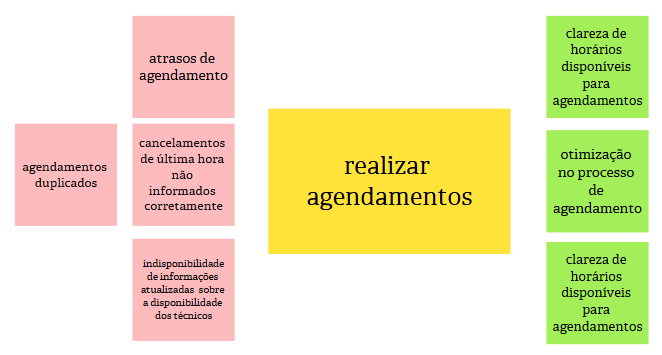 agendamentos
duplicados
atrasos de
agendamento
cancelamentos
de última hora
não
informados
corretamente
indisponibilidade
de informações
atualizadas sobre
a disponibilidade
dos técnicos
realizar
agendamentos
clareza de
horários
disponíveis
para
agendamentos
otimização
no processo
de
agendamento
clareza de
horários
disponíveis
para
agendamentos